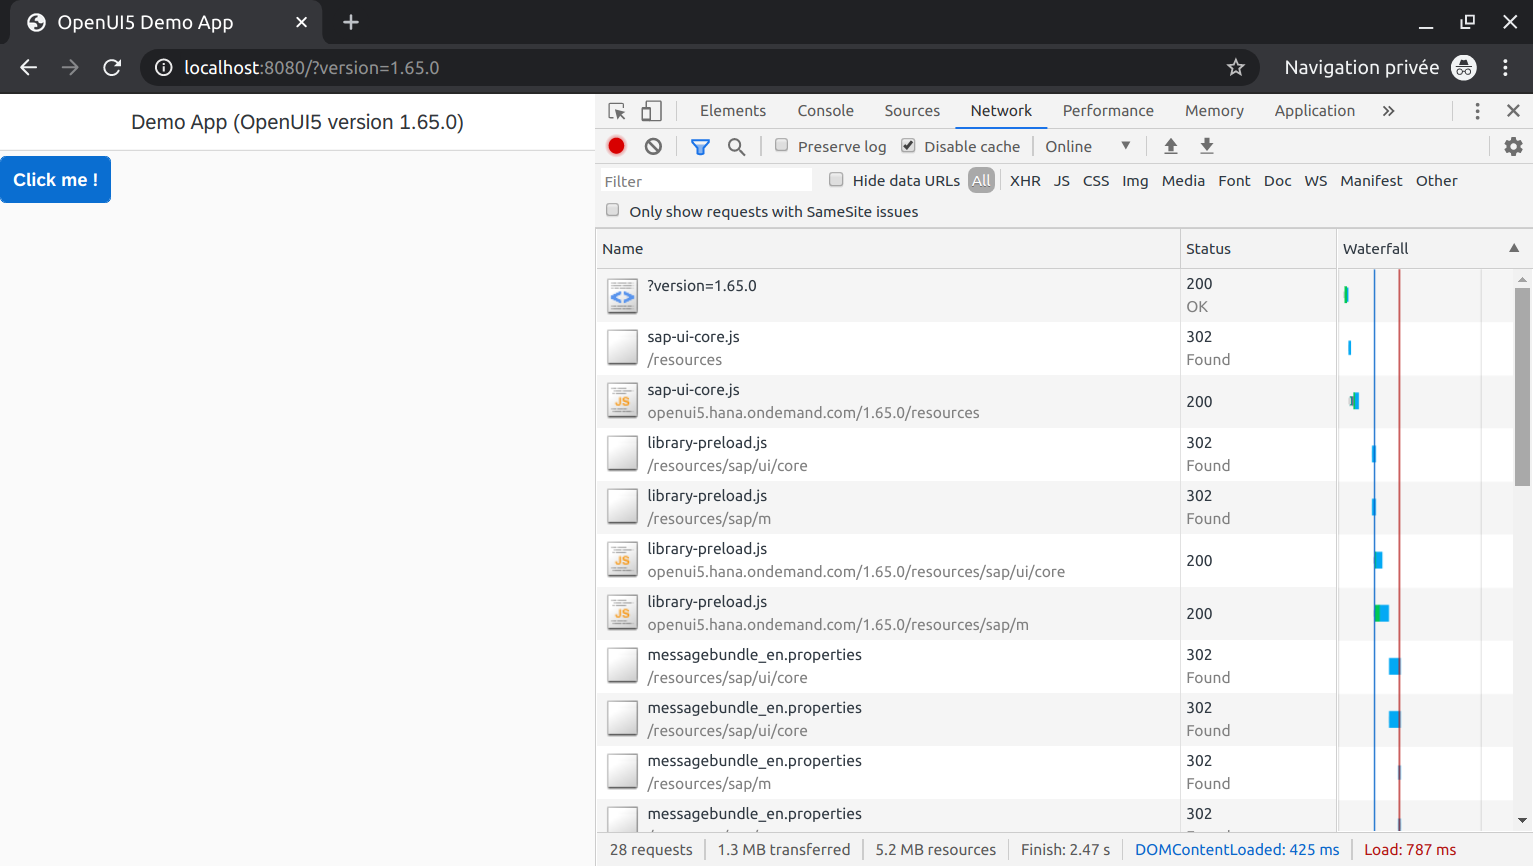 OpenUI5 Demo App
localhost:8080/?version=1.65.0
Navigation privée
Demo App (OpenUI5 version 1.65.0)
Click me !
Elements Console Sources Network Performance Memory Application
Preserve log Disable cache Online
Filter Hide data URLs All XHR JS CSS Img Media Font Doc WS Manifest Other
Only show requests with SameSite issues
Name Status Waterfall
?version=1.65.0 200
OK
sap-ui-core.js 302
/resources Found
sap-ui-core.js
openui5.hana.ondemand.com/1.65.0/resources 200
library-preload.js 302
/resources/sap/ui/core Found
library-preload.js 302
/resources/sap/m Found
library-preload.js
openui5.hana.ondemand.com/1.65.0/resources/sap/ui/core 200
library-preload.js
openui5.hana.ondemand.com/1.65.0/resources/sap/m 200
messagebundle_en.properties 302
/resources/sap/ui/core Found
messagebundle_en.properties 302
/resources/sap/ui/core Found
messagebundle_en.properties 302
/resources/sap/m Found
messagebundle_en.properties 302
28 requests 1.3 MB transferred 5.2 MB resources Finish: 2.47 s DOMContentLoaded: 425 ms Load: 787 ms